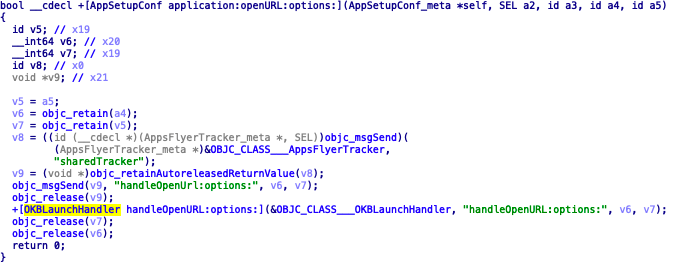 bool __cdecl +[AppSetupConf application:openURL:options:](AppSetupConf_meta *self, SEL a2, id a3, id a4, id a5)
{
  id v5; // x19
  __int64 v6; // x20
  __int64 v7; // x19
  id v8; // x0
  void *v9; // x21

  v5 = a5;
  v6 = objc_retain(a4);
  v7 = objc_retain(v5);
  v8 = ((id (__cdecl *)(AppsFlyerTracker_meta *, SEL))objc_msgSend)(
         (AppsFlyerTracker_meta *)&OBJC_CLASS___AppsFlyerTracker,
         "sharedTracker");
  v9 = (void *)objc_retainAutoreleasedReturnValue(v8);
  objc_msgSend(v9, "handleOpenUrl:options:", v6, v7);
  objc_release(v9);
  +[OKBLaunchHandler handleOpenURL:options:](&OBJC_CLASS___OKBLaunchHandler, "handleOpenURL:options:", v6, v7);
  objc_release(v7);
  objc_release(v6);
  return 0;
}